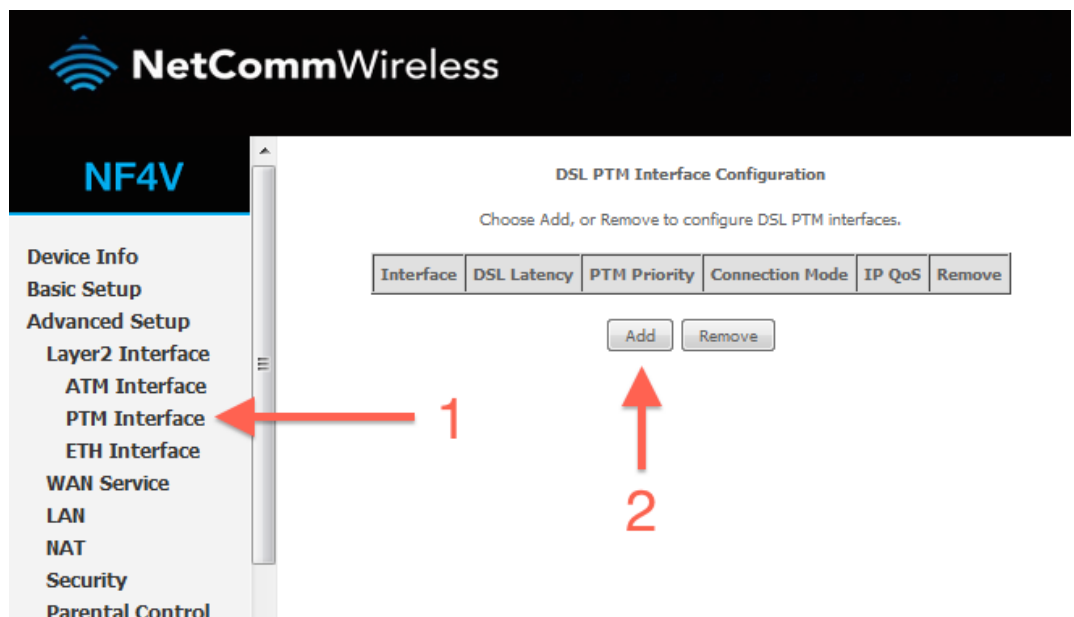 NetCommWireless
NF4V
Device Info
Basic Setup
Advanced Setup
Layer2 Interface
ATM Interface
PTM Interface
ETH Interface
WAN Service
LAN
NAT
Security
Parental Control
DSL PTM Interface Configuration
Choose Add, or Remove to configure DSL PTM interfaces.
Interface DSL Latency PTM Priority Connection Mode IP QoS Remove
Add Remove
1
2